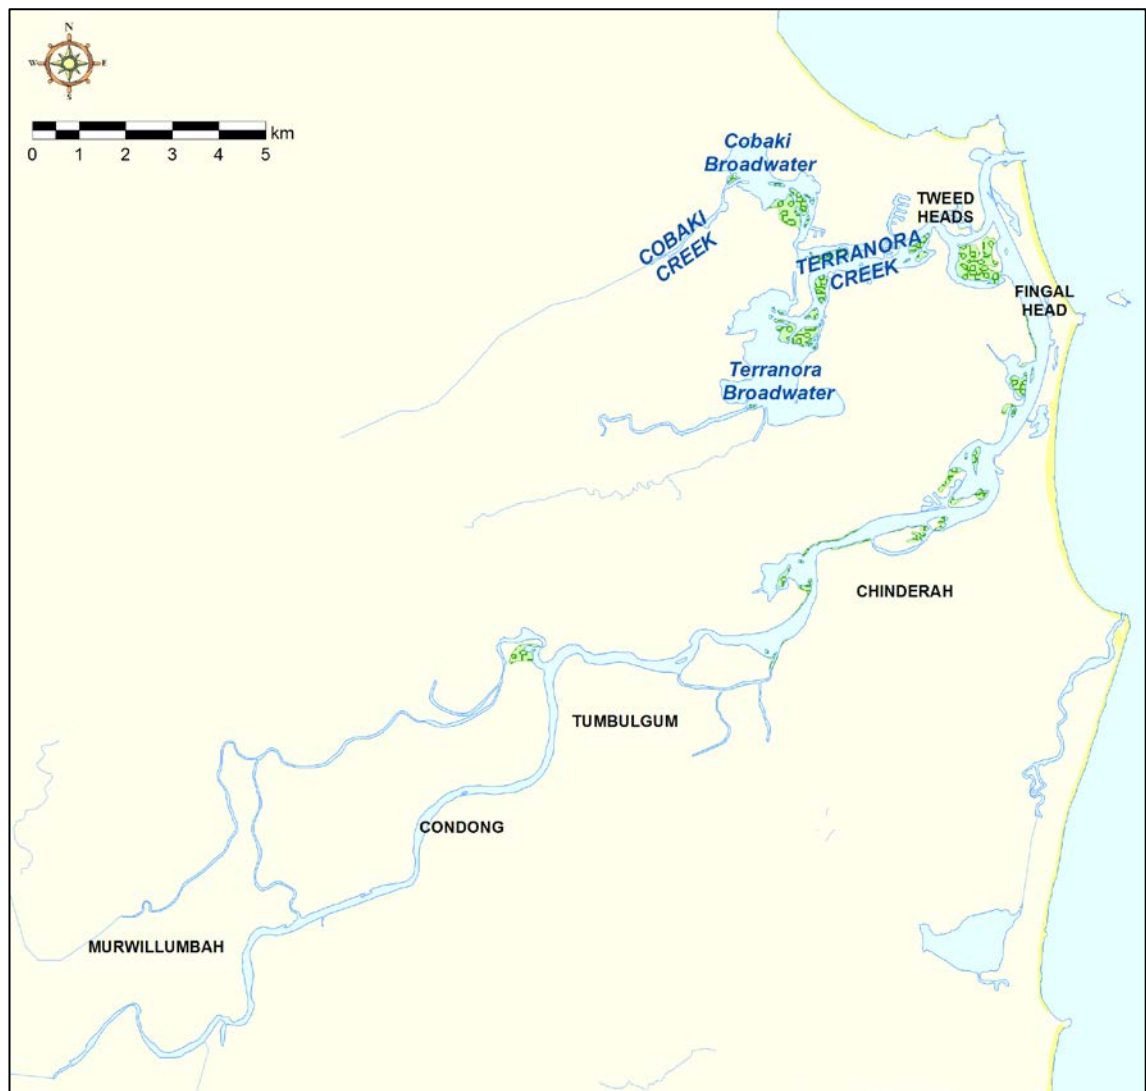 N
W
E
S
km
0 1 2 3 4 5
Cobaki
Broadwater
COBAKI
CREEK
TWEED
HEADS
TERRANORA
CREEK
FINGAL
HEAD
Terranora
Broadwater
CHINDERAH
TUMBULGUM
CONDONG
MURWILLUMBAH